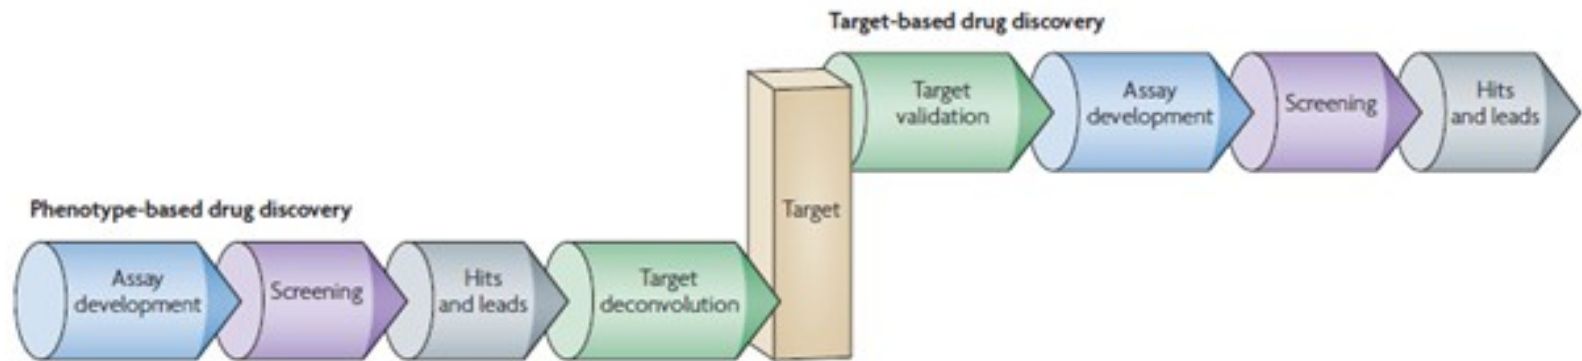 Target-based drug discovery
Target
validation
Assay
development
Screening
Hits
and leads
Phenotype-based drug discovery
Target
Assay
development
Screening
Hits
and leads
Target
deconvolution